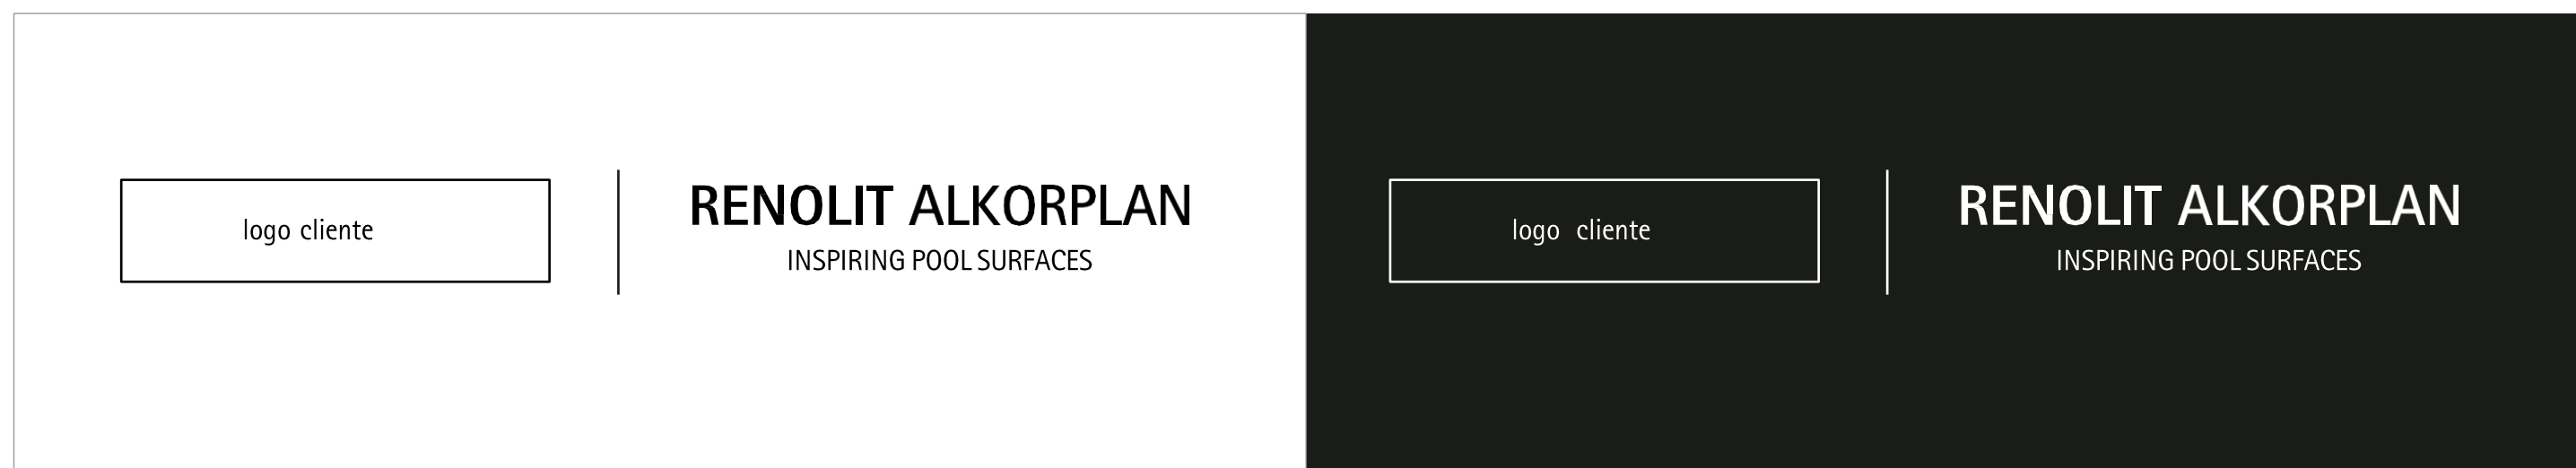 logo cliente
RENOLIT ALKORPLAN
INSPIRING POOL SURFACES
logo cliente
RENOLIT ALKORPLAN
INSPIRING POOL SURFACES